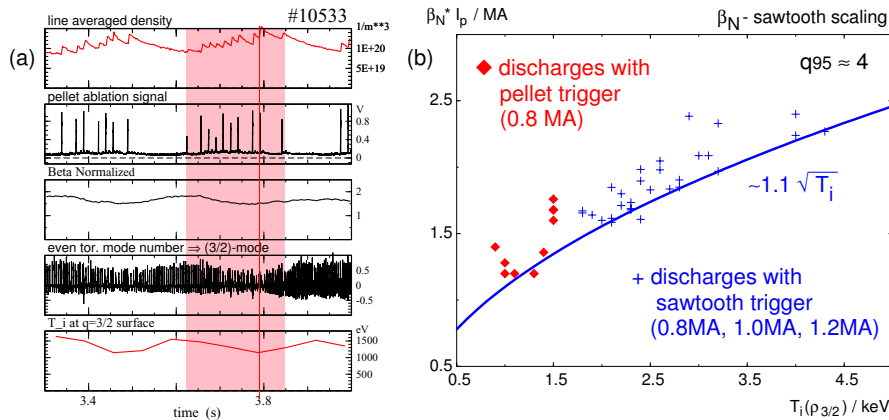 #10533
line averaged density
1/m**3
1E+20
5E+19
(a)
pellet ablation signal
V
0.8
0.4
0
Beta Normalized
2
1
even tor. mode number ⇒ (3/2)-mode
0.5
-0.5
T_i at q=3/2 surface
eV
1500
1000
500
3.4
3.8
time (s)
β_N* I_p / MA
β_N - sawtooth scaling
(b)
q95 ≈ 4
discharges with
pellet trigger
(0.8 MA)
~1.1 √T_i
+ discharges with
sawtooth trigger
(0.8MA, 1.0MA, 1.2MA)
2.5
1.5
0.5
0.5
1.5
2.5
3.5
4.5
T_i(ρ_3/2) / keV